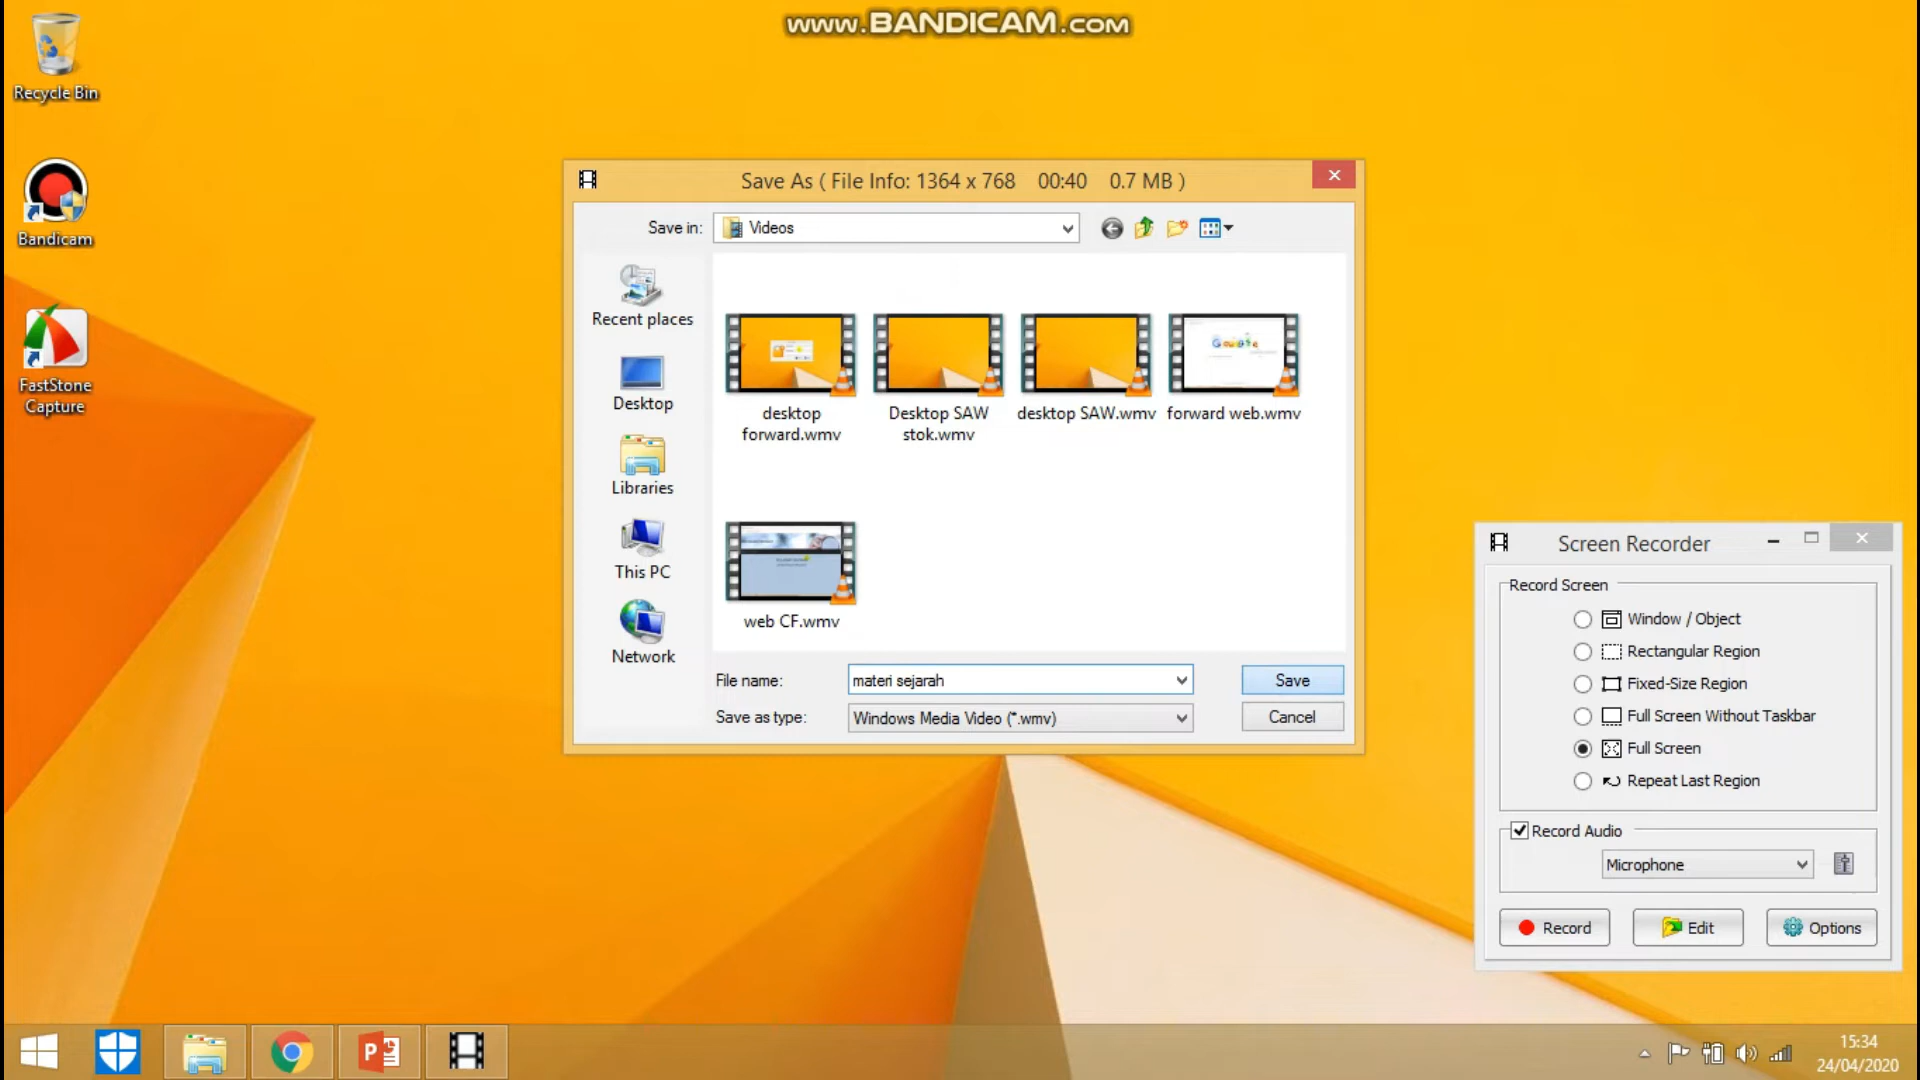 www.BANDICAM.com
Recycle Bin
Bandicam
FastStone
Capture
Save As ( File Info: 1364 x 768 00:40 0.7 MB )
Save in:
Videos
Recent places
Desktop
Libraries
This PC
Network
desktop
forward.wmv
Desktop SAW
stok.wmv
desktop SAW.wmv
forward web.wmv
web CF.wmv
File name:
materi sejarah
Save
Save as type:
Windows Media Video (*.wmv)
Cancel
Screen Recorder
Record Screen
Window / Object
Rectangular Region
Fixed-Size Region
Full Screen Without Taskbar
Full Screen
Repeat Last Region
Record Audio
Microphone
Record
Edit
Options
15:34
24/04/2020